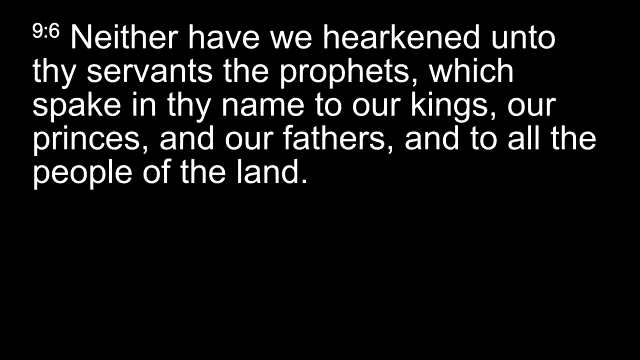 9:6 Neither have we hearkened unto
thy servants the prophets, which
spake in thy name to our kings, our
princes, and our fathers, and to all the
people of the land.